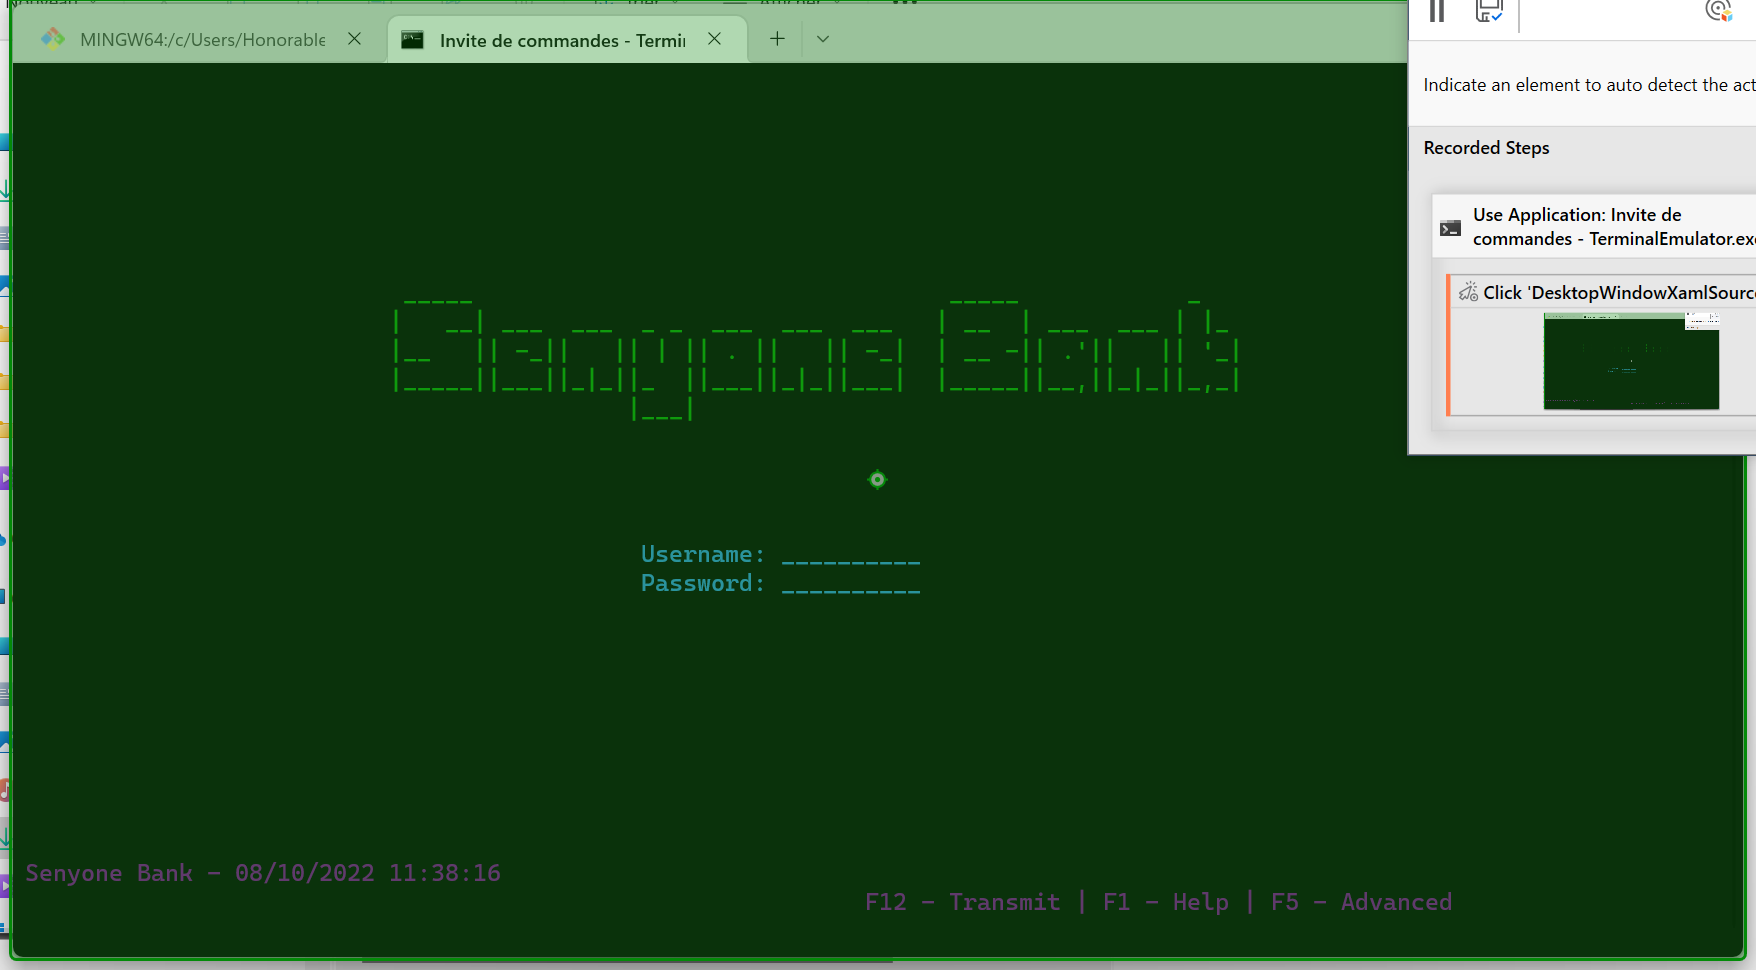 MINGW64:/c/Users/Honorable
Invite de commandes - Termi
Indicate an element to auto detect the act
Recorded Steps
Use Application: Invite de
commandes - TerminalEmulator.exe
Click 'DesktopWindowXamlSource
Senyone Bank
Username: __________
Password: __________
Senyone Bank - 08/10/2022 11:38:16
F12 - Transmit | F1 - Help | F5 - Advanced